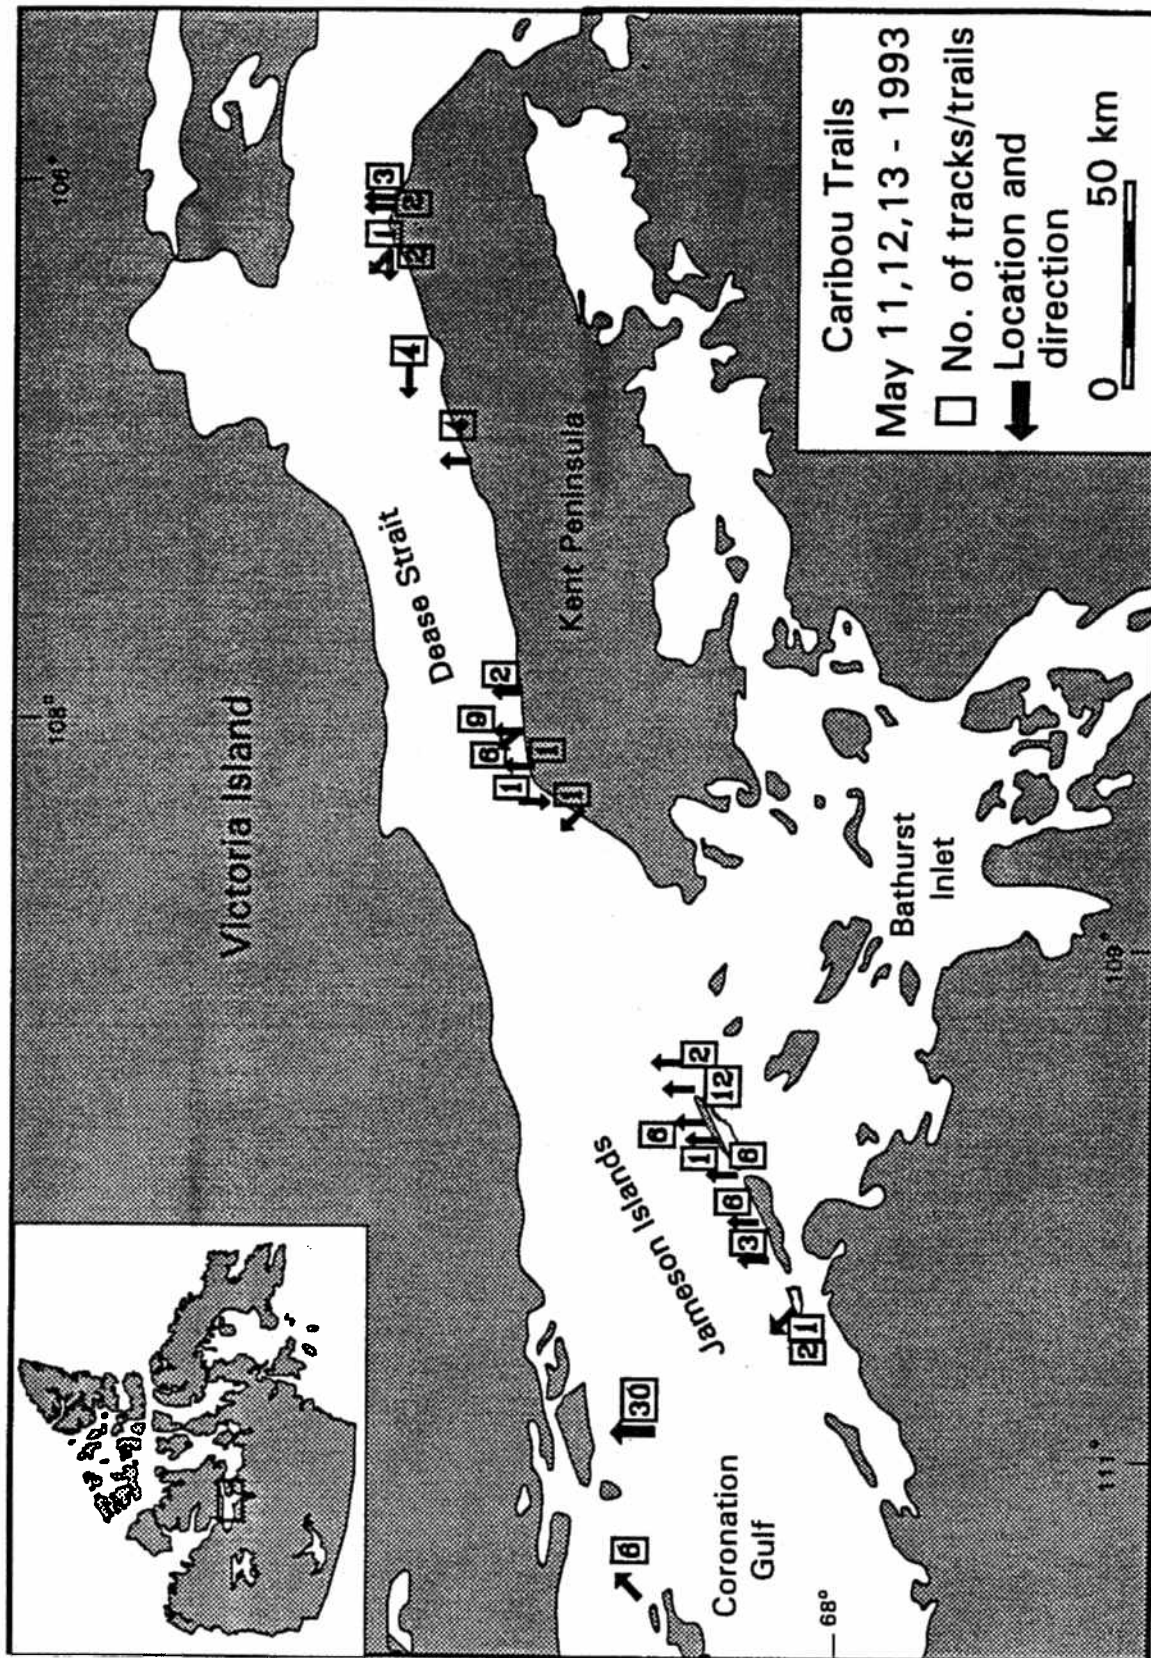 108°
106°
Victoria Island
Dease Strait
3
1
2
2
4
4
2
9
6
1
1
1
Kent Peninsula
Jameson Islands
2
12
6
1
6
6
3
1
2
30
6
Coronation
Gulf
Bathurst
Inlet
68°
111°
109°
Caribou Trails
May 11,12,13 - 1993
No. of tracks/trails
Location and
direction
0 50 km